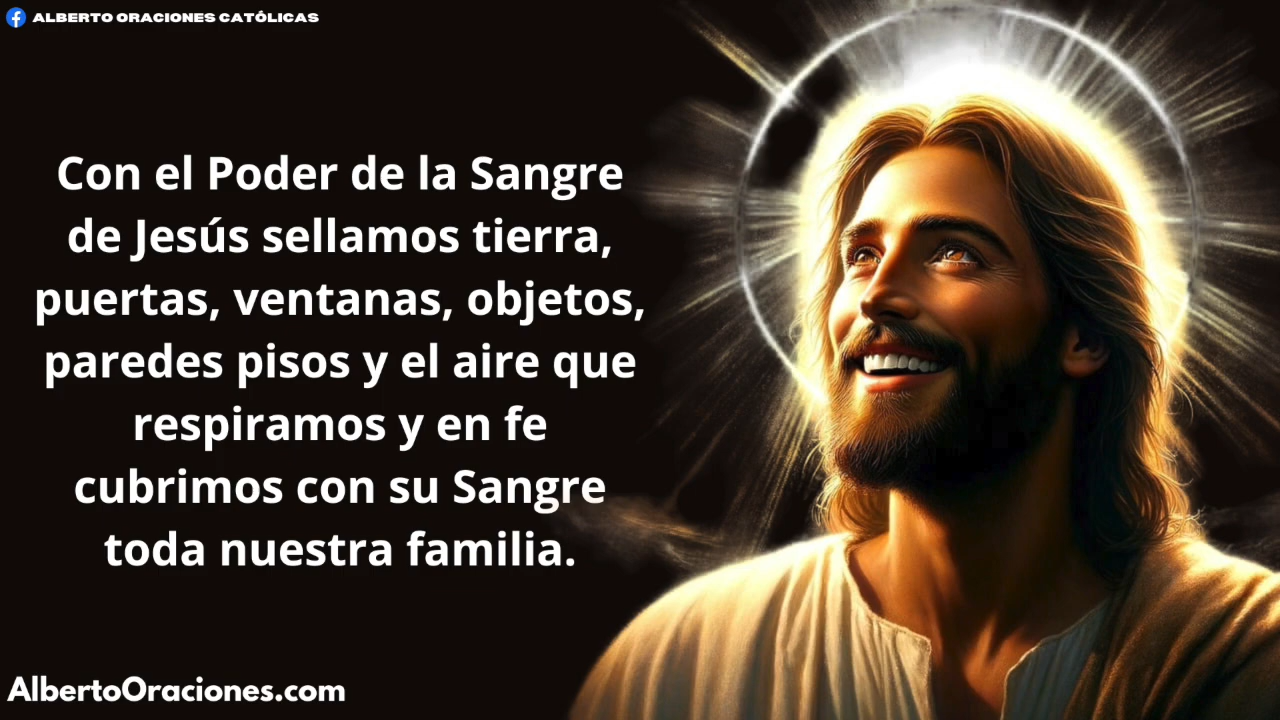 ALBERTO ORACIONES CATÓLICAS
Con el Poder de la Sangre
de Jesús sellamos tierra,
puertas, ventanas, objetos,
paredes pisos y el aire que
respiramos y en fe
cubrimos con su Sangre
toda nuestra familia.
AlbertoOraciones.com